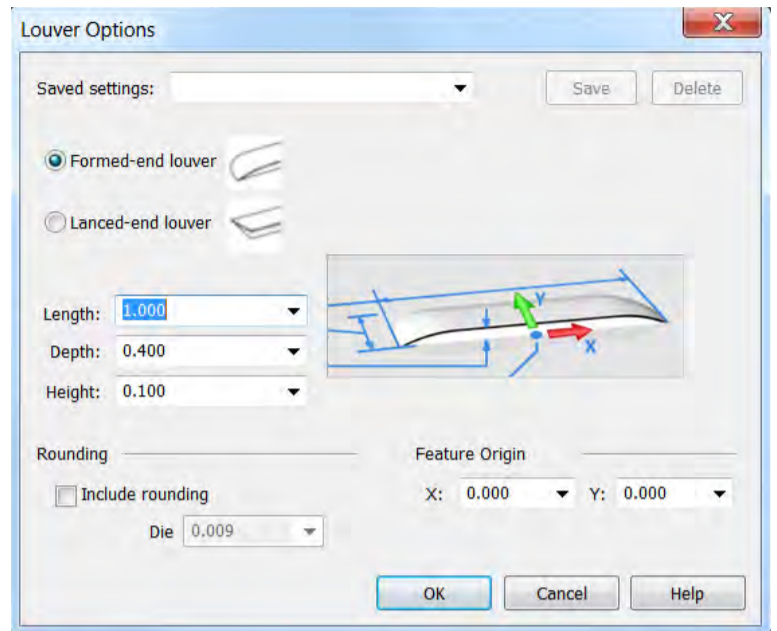 Louver Options
Saved settings: Save Delete
Formed-end louver
Lanced-end louver
Y
X
Length: 1.000
Depth: 0.400
Height: 0.100
Rounding Feature Origin
Include rounding X: 0.000 Y: 0.000
Die 0.009
OK Cancel Help